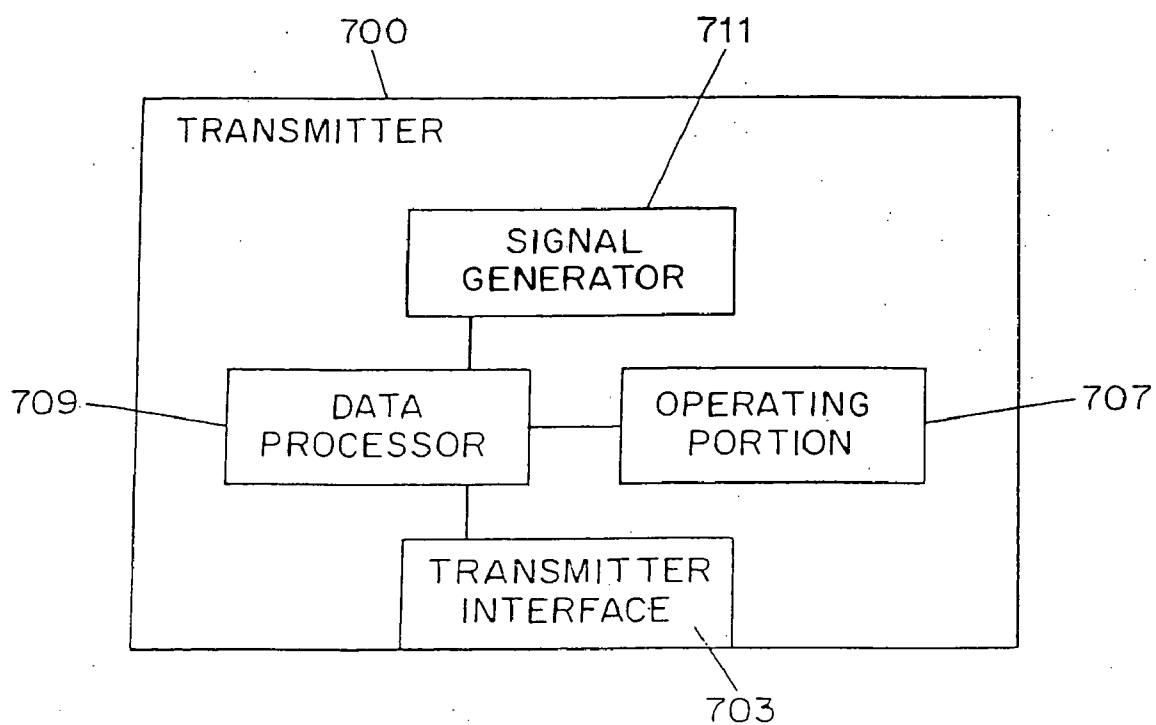 700
711
TRANSMITTER
SIGNAL
GENERATOR
709
DATA
PROCESSOR
OPERATING
PORTION
707
TRANSMITTER
INTERFACE
703